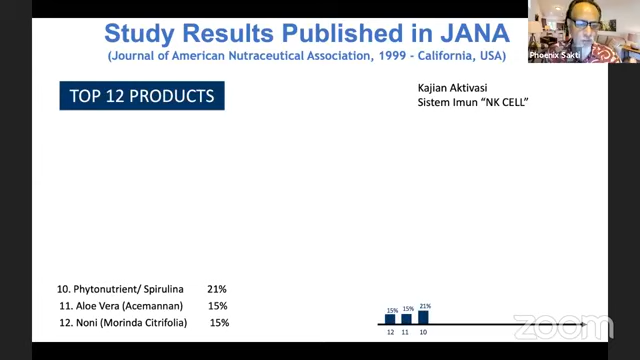 Study Results Published in JANA
(Journal of American Nutraceutical Association, 1999 - California, USA)
Phoenix Sakti
TOP 12 PRODUCTS
Kajian Aktivasi
Sistem Imun “NK CELL”
10. Phytonutrient/ Spirulina 21%
11. Aloe Vera (Acemannan) 15%
12. Noni (Morinda Citrifolia) 15%
15% 15% 21%
12 11 10
zoom